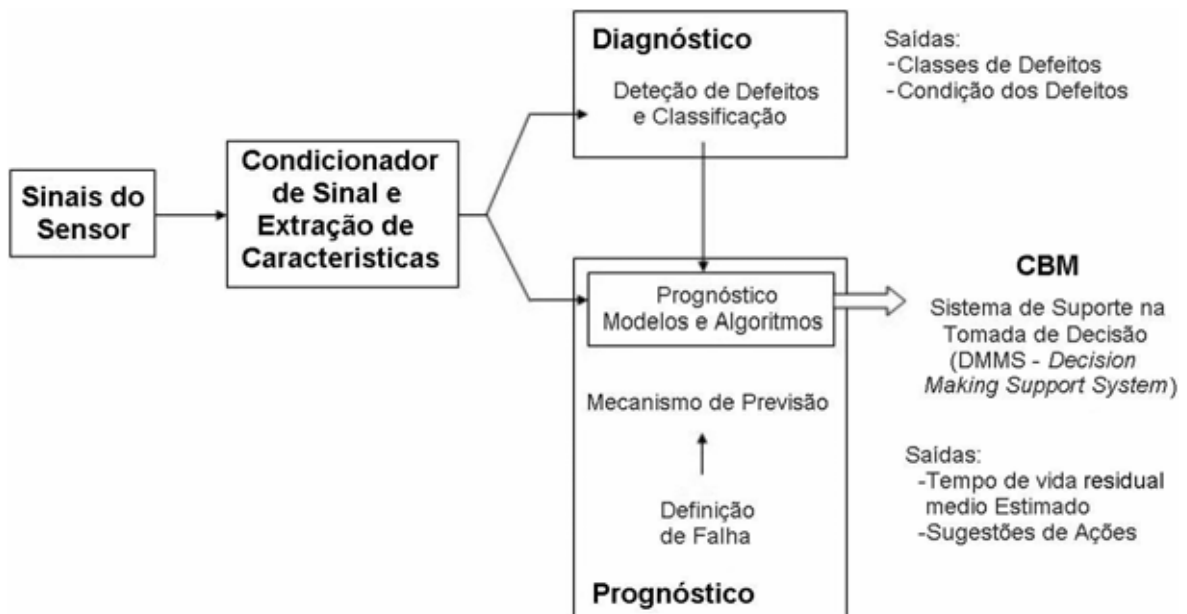 Sinais do
Sensor
Condicionador
de Sinal e
Extração de
Caracteristicas
Diagnóstico
Deteção de Defeitos
e Classificação
Saídas:
-Classes de Defeitos
-Condição dos Defeitos
Prognóstico
Modelos e Algoritmos
Mecanismo de Previsão
Definição
de Falha
Prognóstico
CBM
Sistema de Suporte na
Tomada de Decisão
(DMMS - Decision
Making Support System)
Saídas:
-Tempo de vida residual
medio Estimado
-Sugestões de Ações